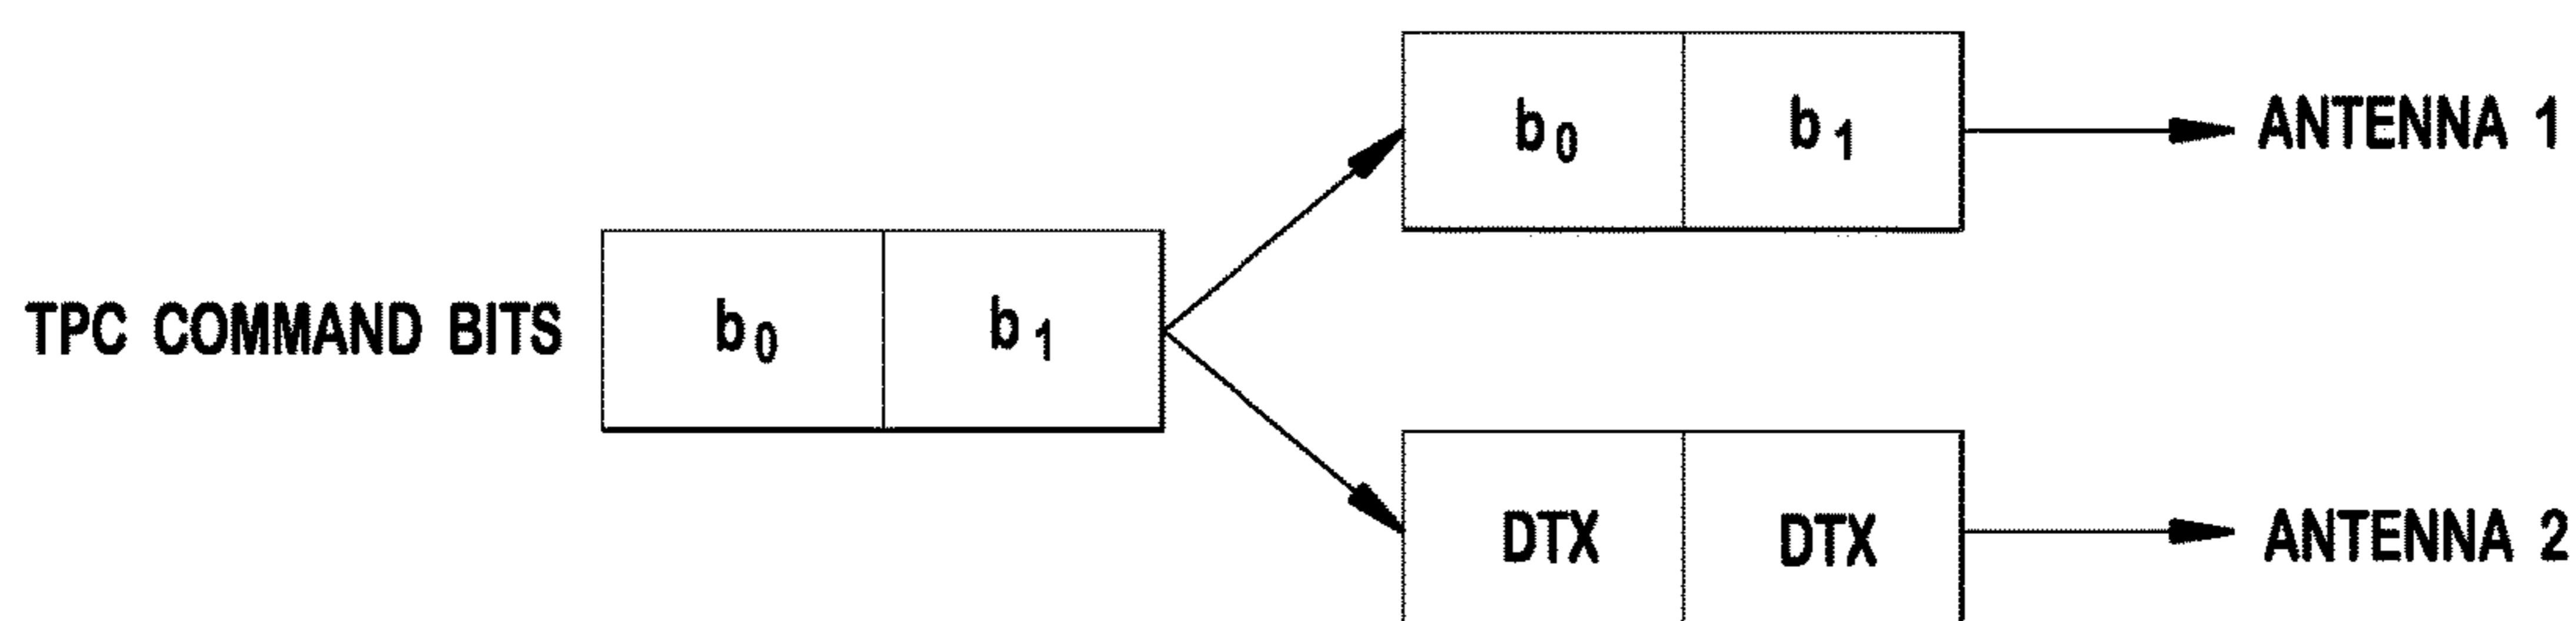 b₀ b₁ ANTENNA 1
TPC COMMAND BITS b₀ b₁
DTX DTX ANTENNA 2